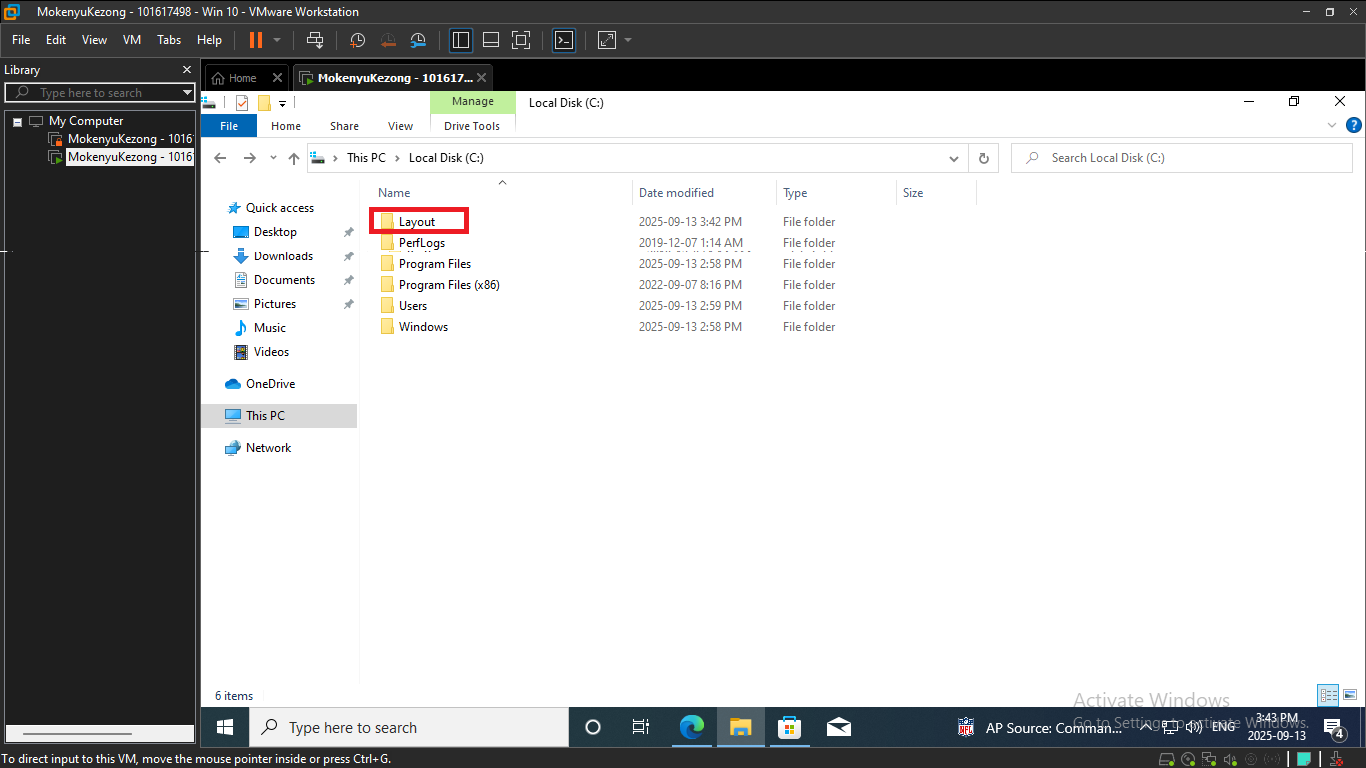 MokenyuKezong - 101617498 - Win 10 - VMware Workstation
File Edit View VM Tabs Help
Library
Type here to search
My Computer
MokenyuKezong - 1016
MokenyuKezong - 1016
Home
MokenyuKezong - 101617...
Manage
Local Disk (C:)
File Home Share View Drive Tools
This PC > Local Disk (C:)
Search Local Disk (C:)
Quick access
Desktop
Downloads
Documents
Pictures
Music
Videos
OneDrive
This PC
Network
Name Date modified Type Size
Layout 2025-09-13 3:42 PM File folder
PerfLogs 2019-12-07 1:14 AM File folder
Program Files 2025-09-13 2:58 PM File folder
Program Files (x86) 2022-09-07 8:16 PM File folder
Users 2025-09-13 2:59 PM File folder
Windows 2025-09-13 2:58 PM File folder
6 items
Activate Windows
Go to Settings to activate Windows.
Type here to search
AP Source: Comman...
ENG
3:43 PM
2025-09-13
4
To direct input to this VM, move the mouse pointer inside or press Ctrl+G.